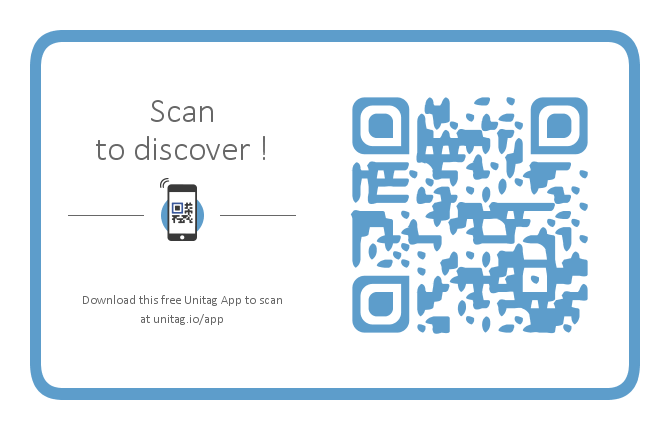 Scan
to discover !
Download this free Unitag App to scan
at unitag.io/app